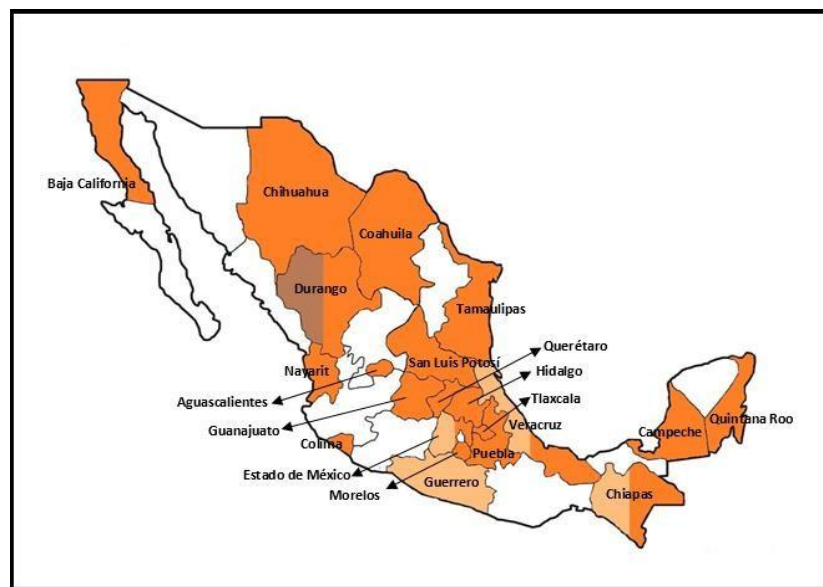 Baja California
Chihuahua
Coahuila
Durango
Tamaulipas
Querétaro
San Luis Potosí
Hidalgo
Nayarit
Aguascalientes
Tlaxcala
Quintana Roo
Guanajuato
Veracruz
Campeche
Colima
Puebla
Estado de México
Guerrero
Morelos
Chiapas